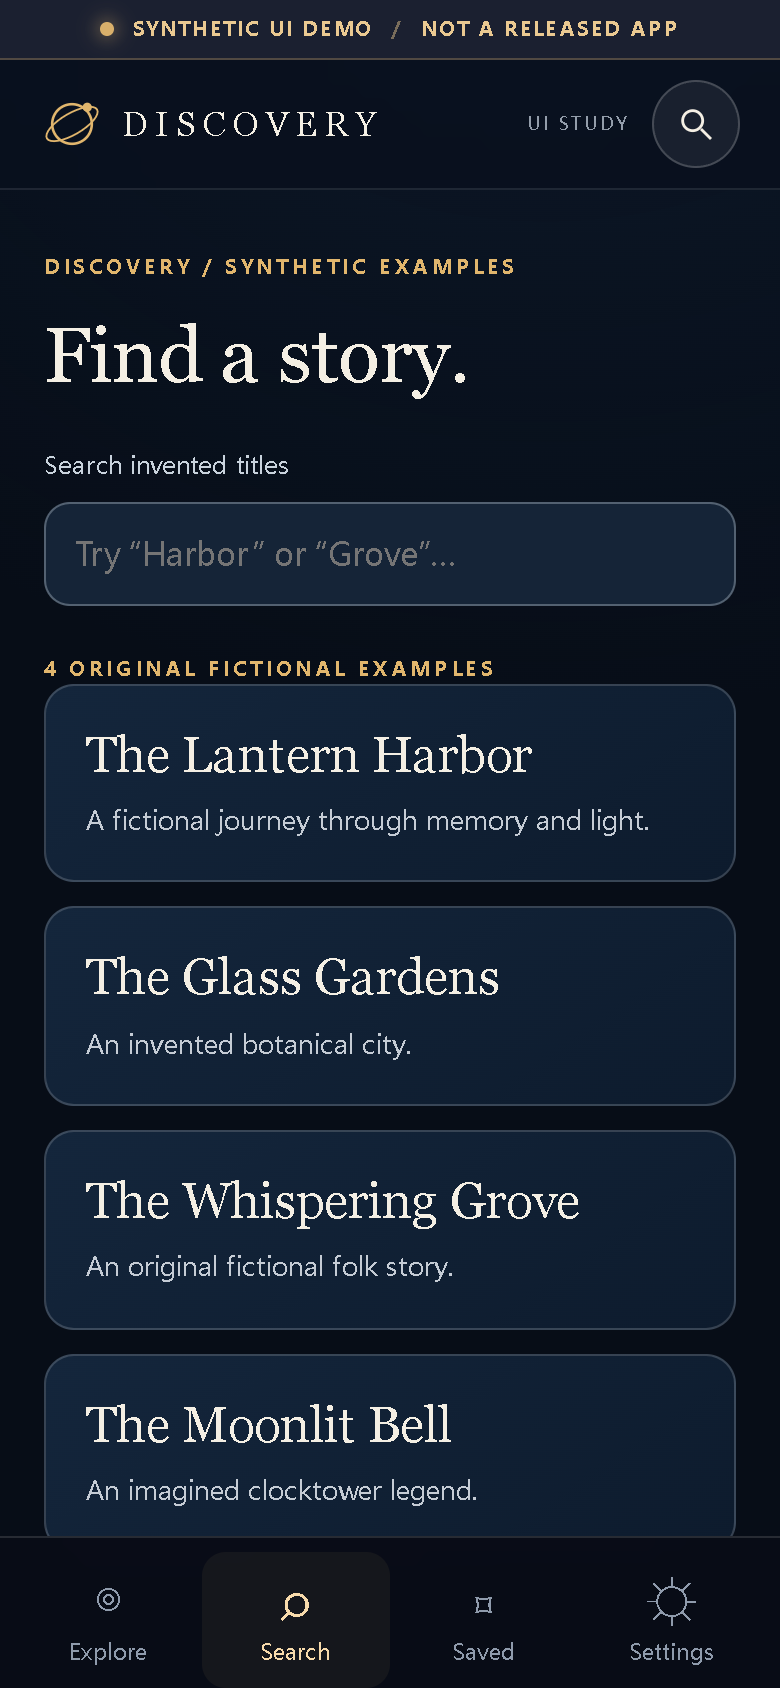 SYNTHETIC UI DEMO / NOT A RELEASED APP
DISCOVERY
UI STUDY
DISCOVERY / SYNTHETIC EXAMPLES
Find a story.
Search invented titles
Try “Harbor” or “Grove”…
4 ORIGINAL FICTIONAL EXAMPLES
The Lantern Harbor
A fictional journey through memory and light.
The Glass Gardens
An invented botanical city.
The Whispering Grove
An original fictional folk story.
The Moonlit Bell
An imagined clocktower legend.
Explore
Search
Saved
Settings